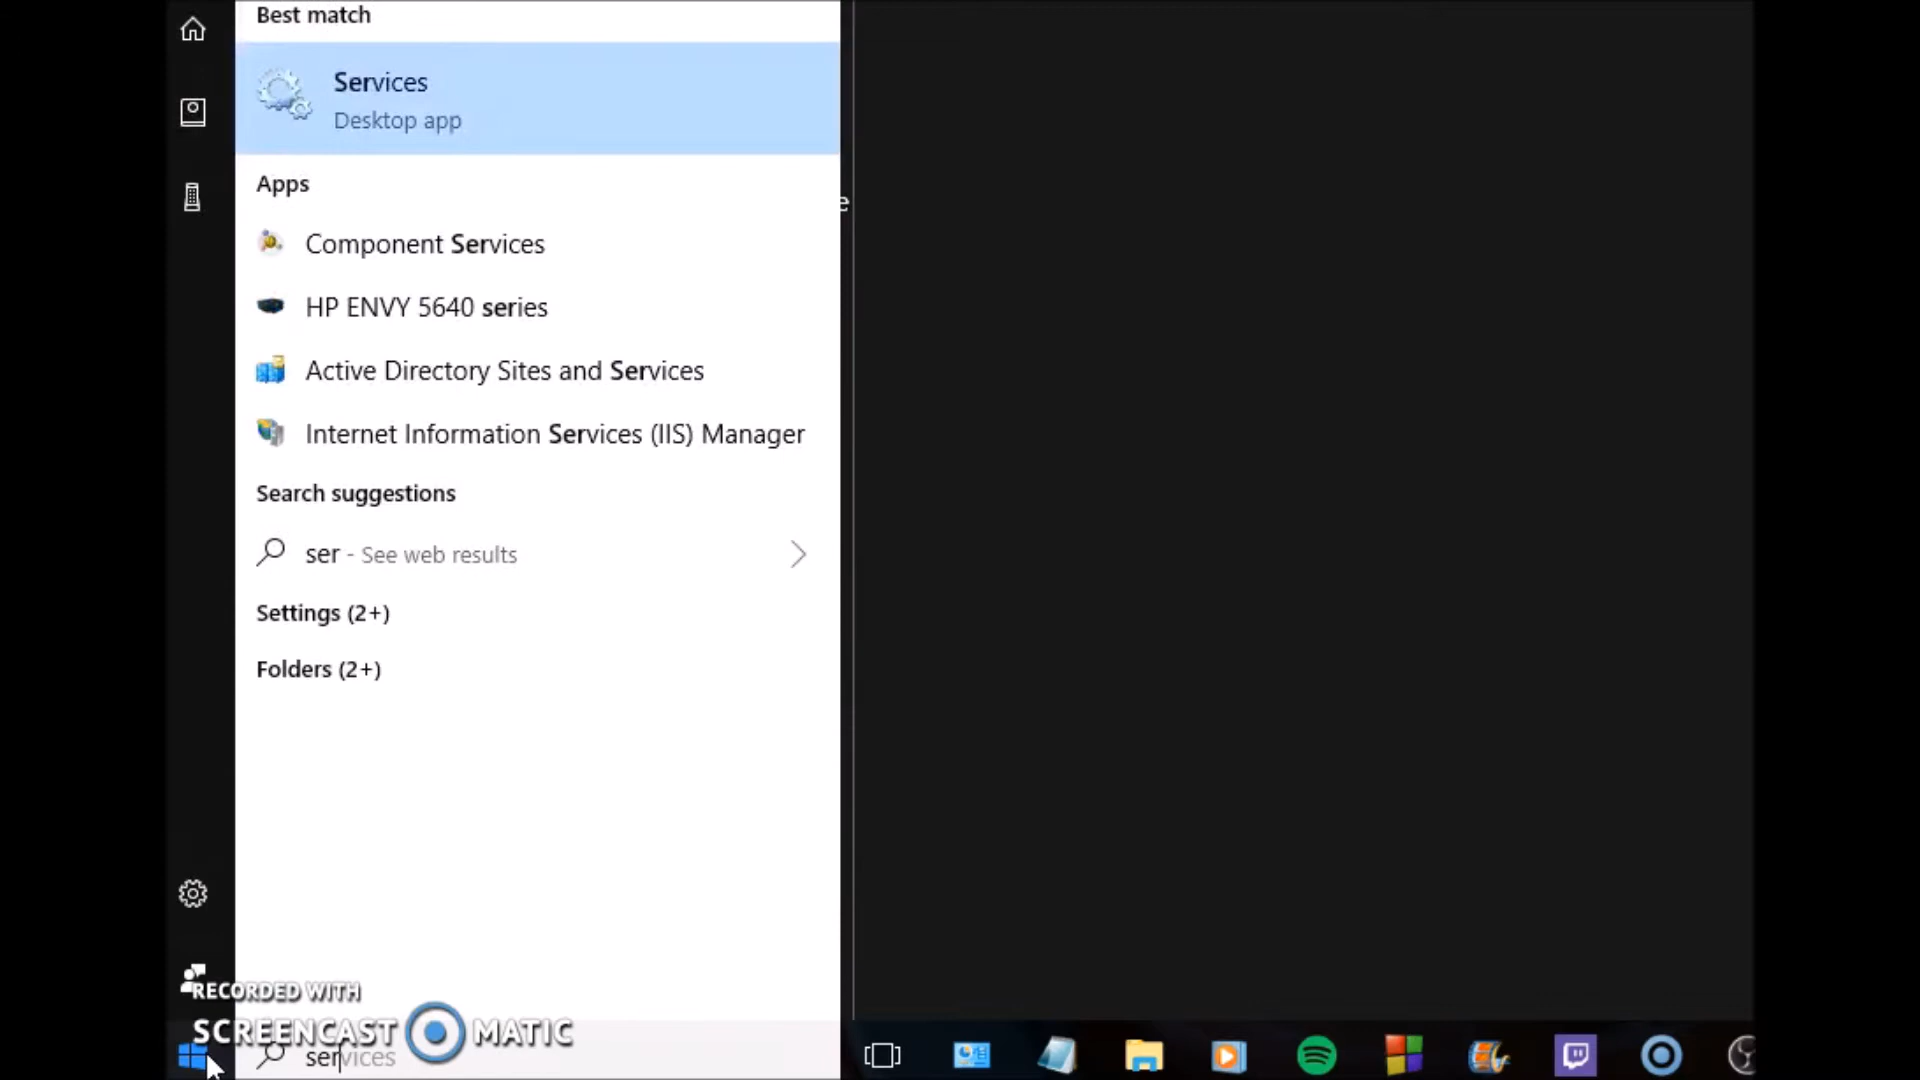 Best match
Services
Desktop app
Apps
e
Component Services
HP ENVY 5640 series
Active Directory Sites and Services
Internet Information Services (IIS) Manager
Search suggestions
ser - See web results
Settings (2+)
Folders (2+)
RECORDED WITH
SCREENCAST MATIC
services